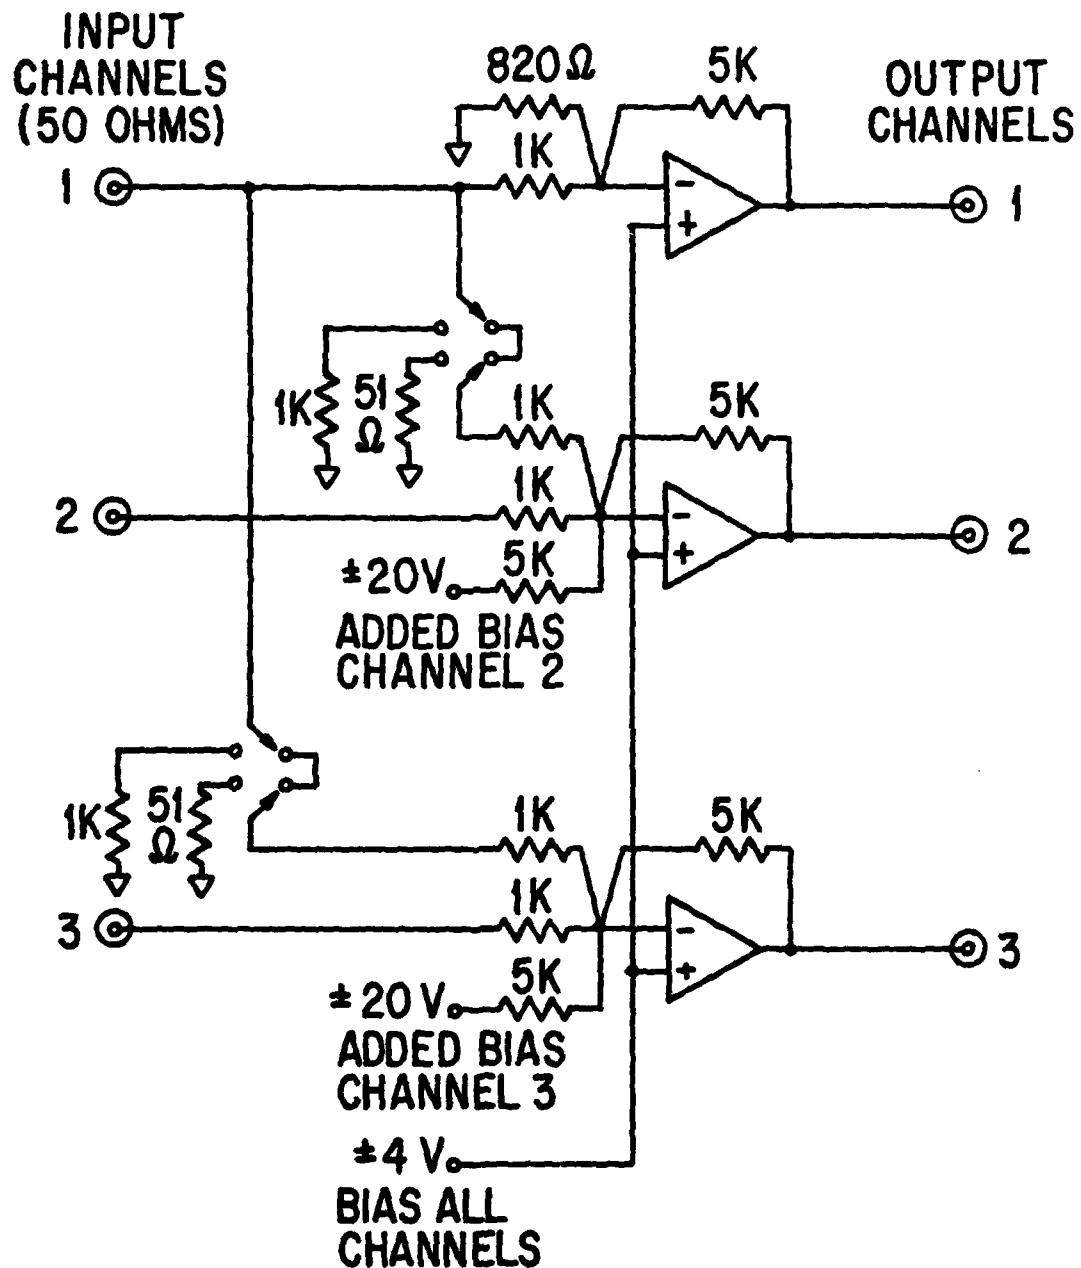 INPUT
CHANNELS
(50 OHMS)
820Ω
5K
OUTPUT
CHANNELS
1
1K
-
+
1
1K
51
Ω
1K
5K
2
1K
-
+
2
±20V
5K
ADDED BIAS
CHANNEL 2
1K
51
Ω
1K
5K
3
1K
-
+
3
±20 V
5K
ADDED BIAS
CHANNEL 3
±4 V
BIAS ALL
CHANNELS